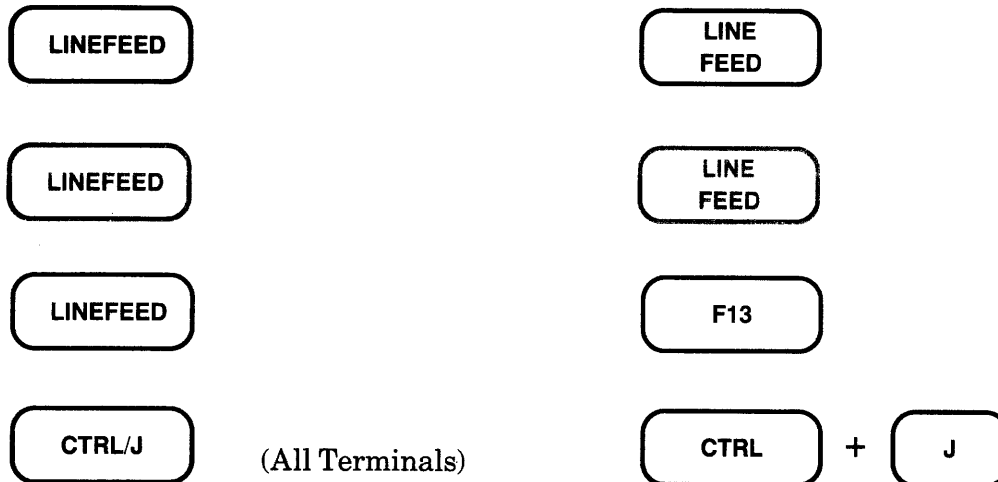 LINEFEED
LINE
FEED
LINEFEED
LINE
FEED
LINEFEED
F13
CTRL/J
(All Terminals)
CTRL
+
J